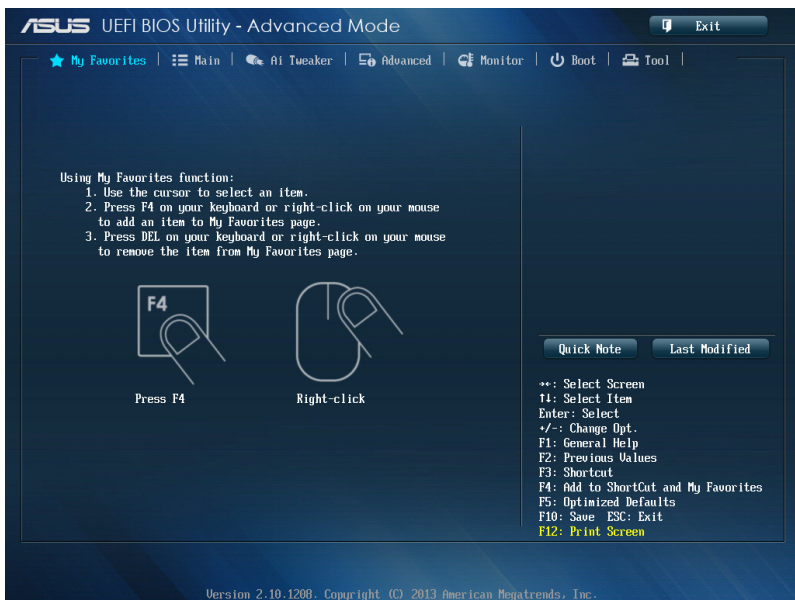 ASUS UEFI BIOS Utility - Advanced Mode
Exit
My Favorites | Main | Ai Tweaker | Advanced | Monitor | Boot | Tool |
Using My Favorites function:
1. Use the cursor to select an item.
2. Press F4 on your keyboard or right-click on your mouse
to add an item to My Favorites page.
3. Press DEL on your keyboard or right-click on your mouse
to remove the item from My Favorites page.
F4
Press F4
Right-click
Quick Note
Last Modified
→←: Select Screen
↑↓: Select Item
Enter: Select
+/-: Change Opt.
F1: General Help
F2: Previous Values
F3: Shortcut
F4: Add to ShortCut and My Favorites
F5: Optimized Defaults
F10: Save ESC: Exit
F12: Print Screen
Version 2.10.1208. Copyright (C) 2013 American Megatrends, Inc.